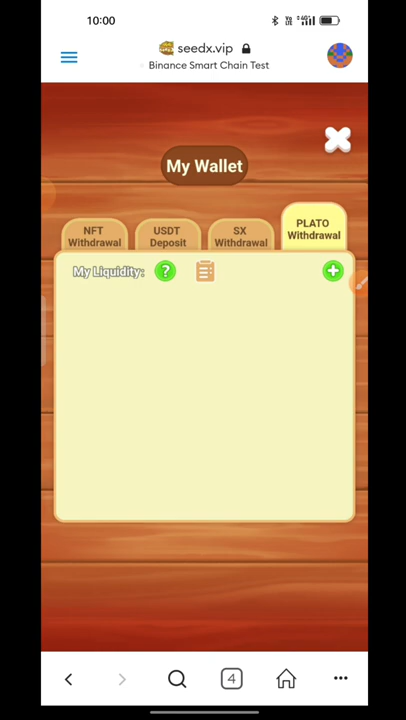 10:00
seedx.vip
Binance Smart Chain Test
My Wallet
NFT Withdrawal
USDT Deposit
SX Withdrawal
PLATO Withdrawal
My Liquidity:
?
4